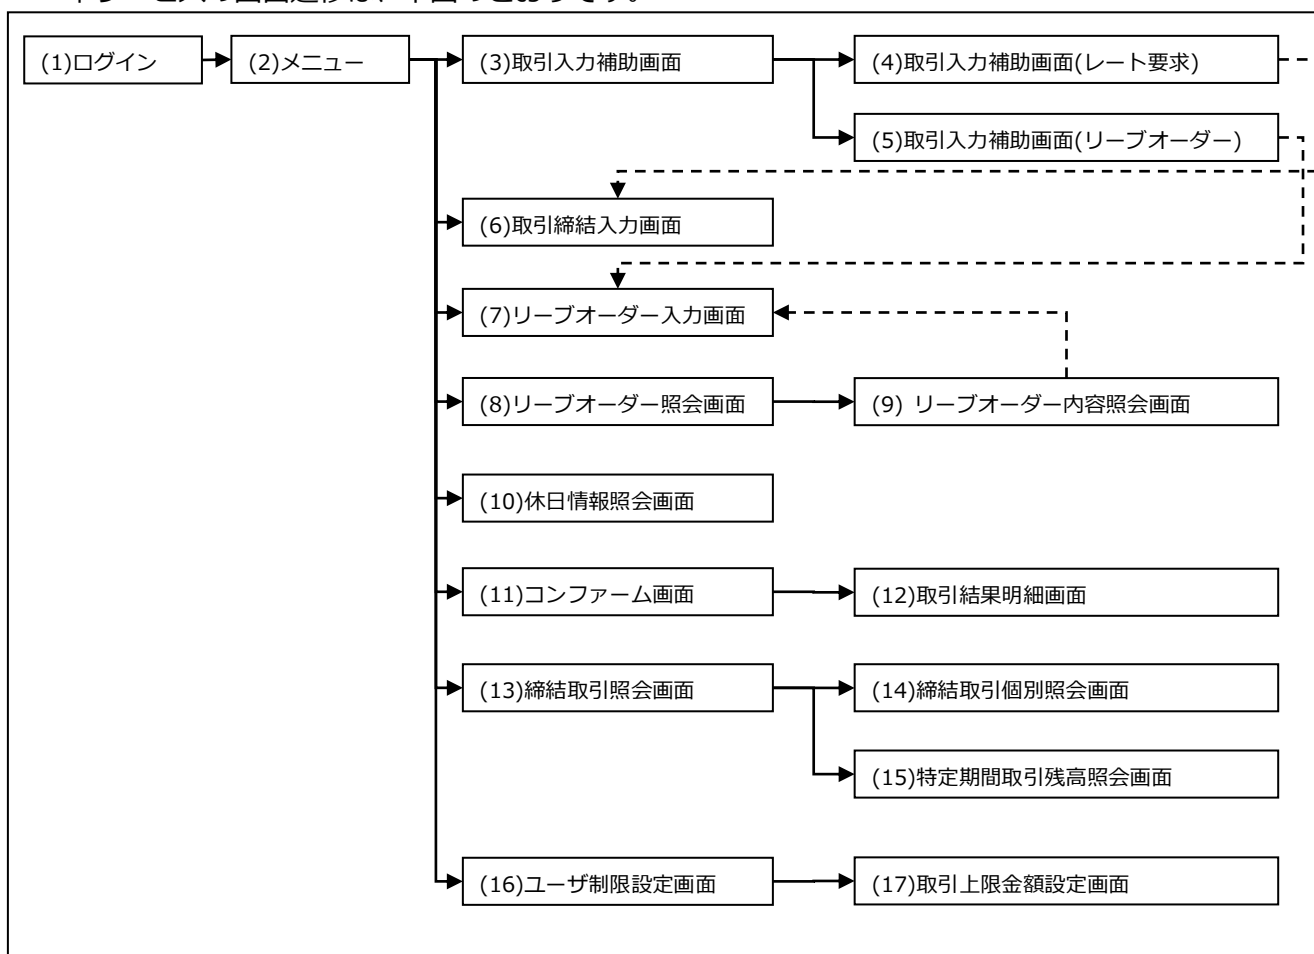 (1)ログイン
(2)メニュー
(3)取引入力補助画面
(4)取引入力補助画面(レート要求)
(5)取引入力補助画面(リーブオーダー)
(6)取引締結入力画面
(7)リーブオーダー入力画面
(8)リーブオーダー照会画面
(9) リーブオーダー内容照会画面
(10)休日情報照会画面
(11)コンファーム画面
(12)取引結果明細画面
(13)締結取引照会画面
(14)締結取引個別照会画面
(15)特定期間取引残高照会画面
(16)ユーザ制限設定画面
(17)取引上限金額設定画面